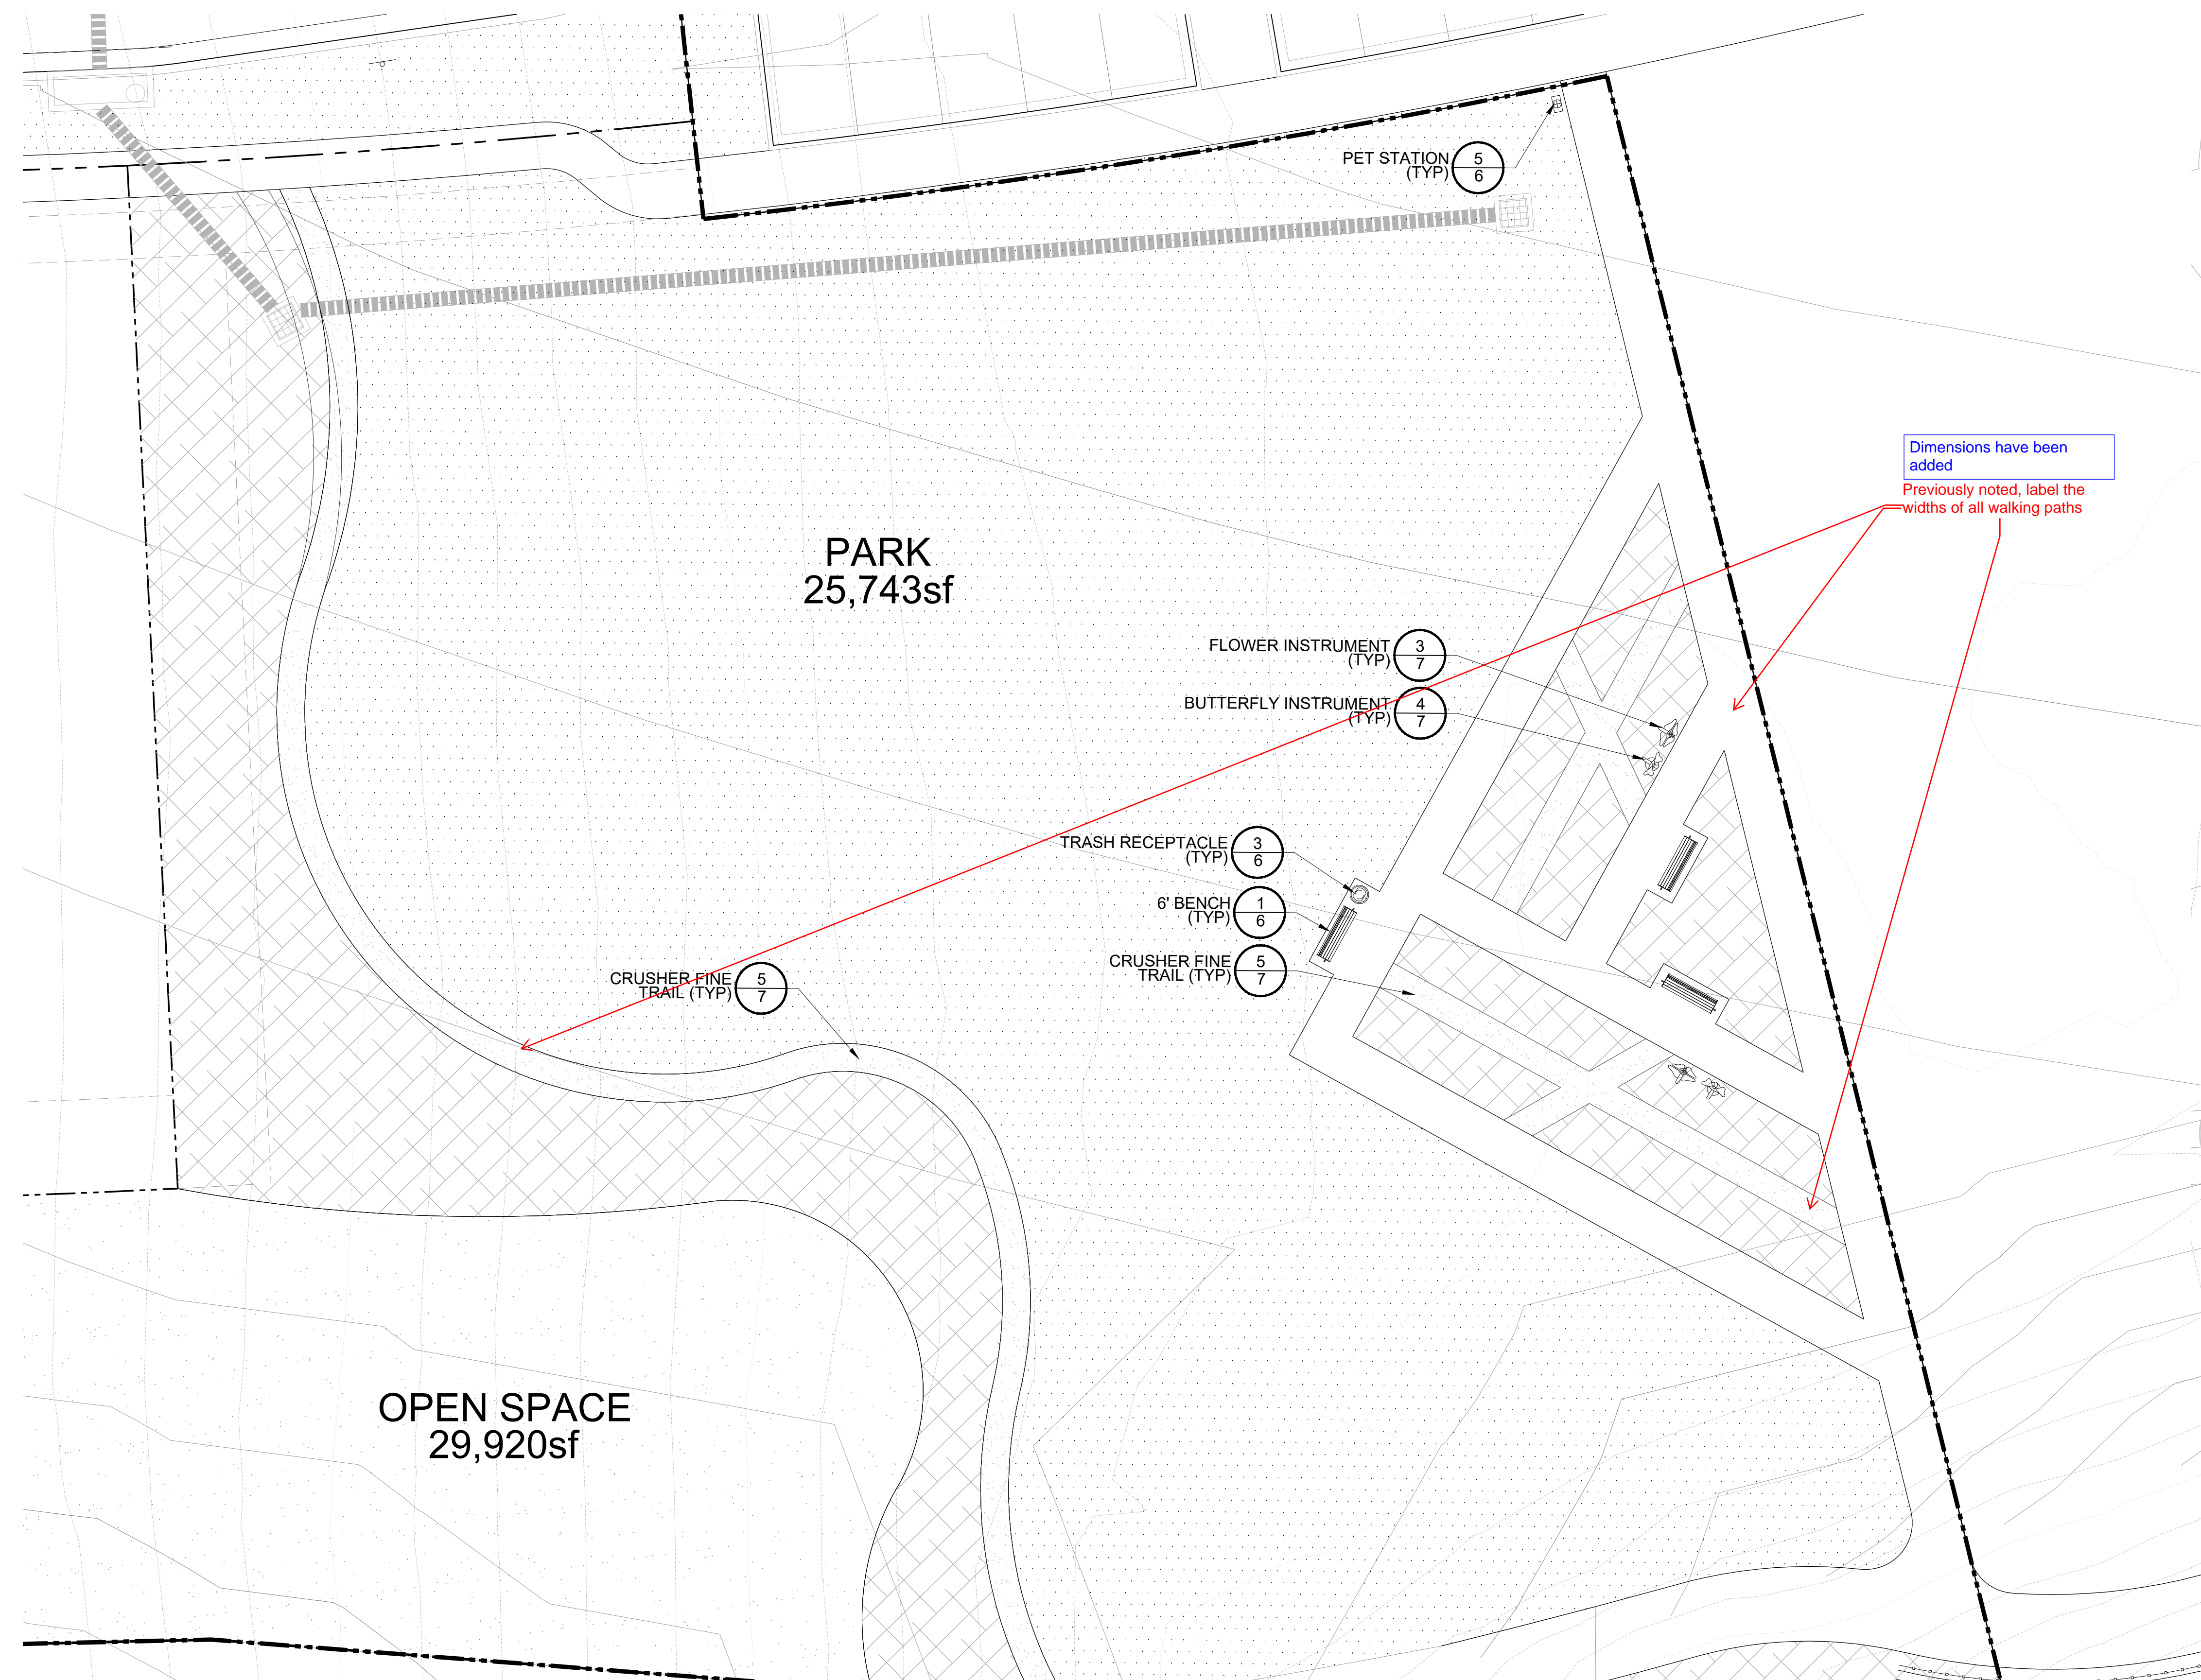 PET STATION
(TYP)
5
6
Dimensions have been
added
Previously noted, label the
widths of all walking paths
PARK
25,743sf
FLOWER INSTRUMENT
(TYP)
3
7
BUTTERFLY INSTRUMENT
(TYP)
4
7
TRASH RECEPTACLE
(TYP)
3
6
6' BENCH
(TYP)
1
6
CRUSHER FINE
TRAIL (TYP)
5
7
CRUSHER FINE
TRAIL (TYP)
5
7
OPEN SPACE
29,920sf